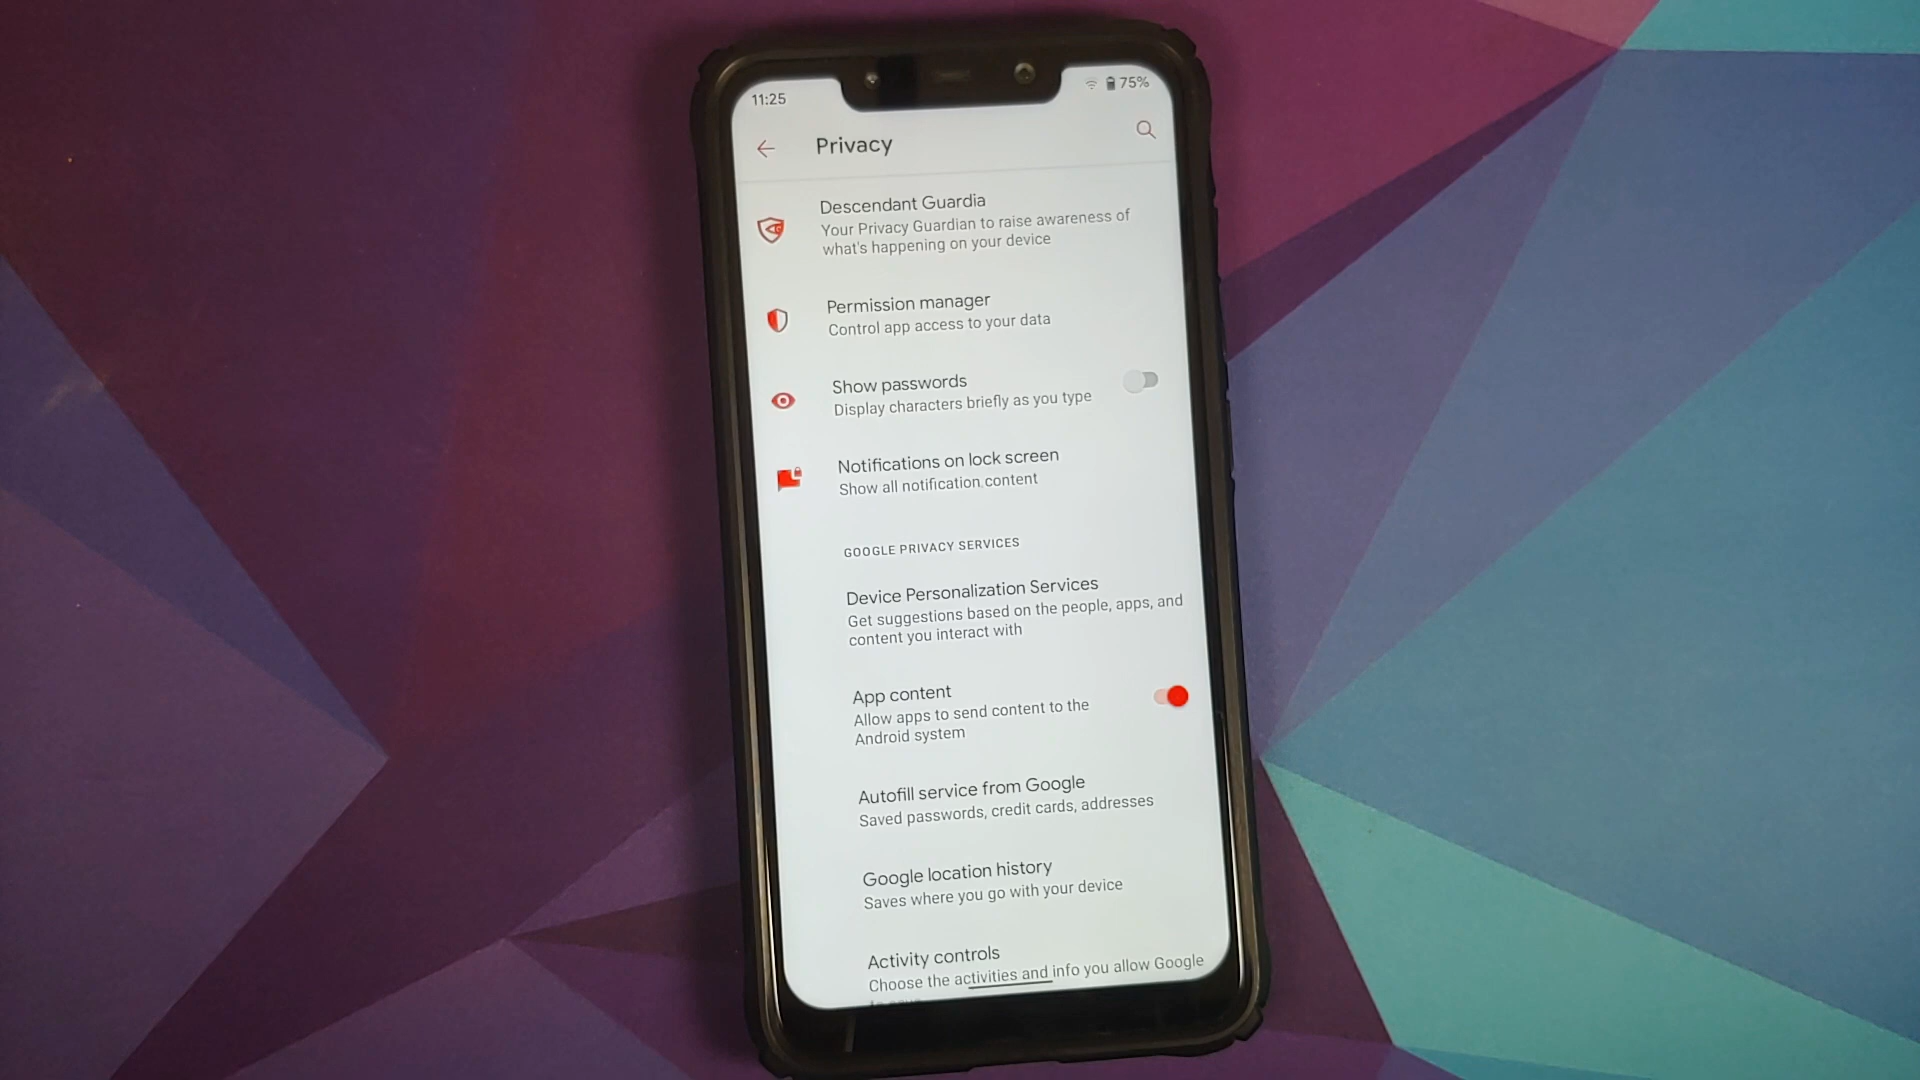 11:25
75%
Privacy
Descendant Guardia
Your Privacy Guardian to raise awareness of
what's happening on your device
Permission manager
Control app access to your data
Show passwords
Display characters briefly as you type
Notifications on lock screen
Show all notification content
GOOGLE PRIVACY SERVICES
Device Personalization Services
Get suggestions based on the people, apps, and
content you interact with
App content
Allow apps to send content to the
Android system
Autofill service from Google
Saved passwords, credit cards, addresses
Google location history
Saves where you go with your device
Activity controls
Choose the activities and info you allow Google